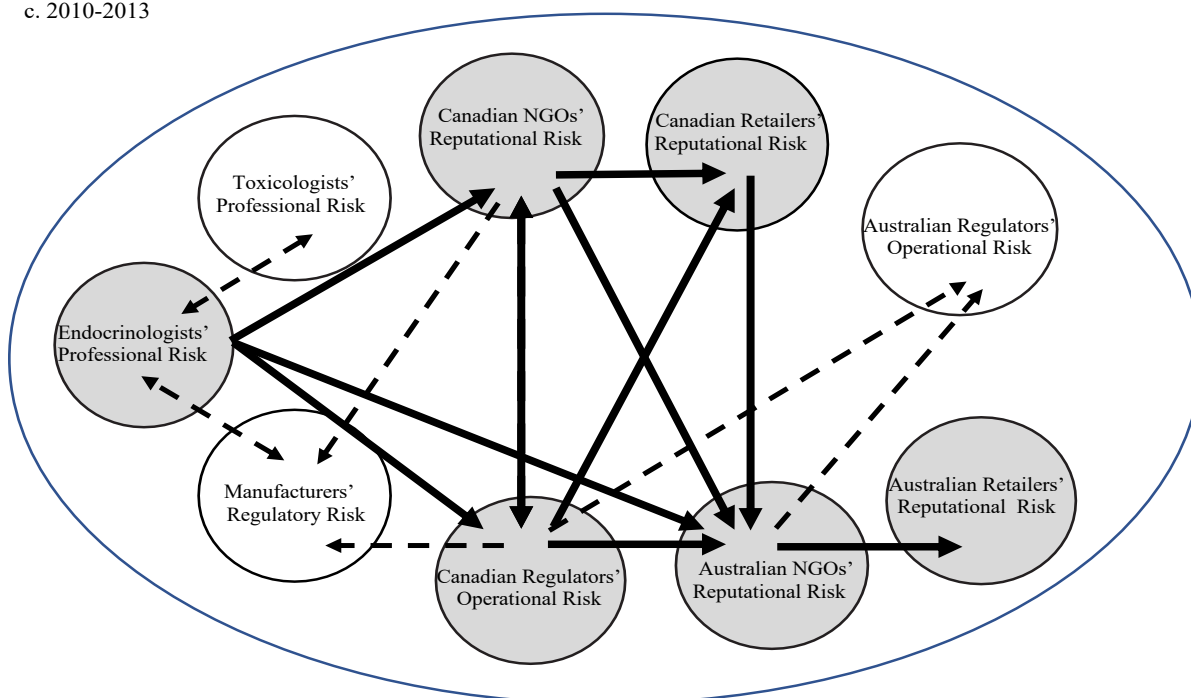 c. 2010-2013
Canadian NGOs’
Reputational Risk
Canadian Retailers’
Reputational Risk
Toxicologists’
Professional Risk
Australian Regulators’
Operational Risk
Endocrinologists’
Professional Risk
Manufacturers’
Regulatory Risk
Australian Retailers’
Reputational Risk
Canadian Regulators’
Operational Risk
Australian NGOs’
Reputational Risk